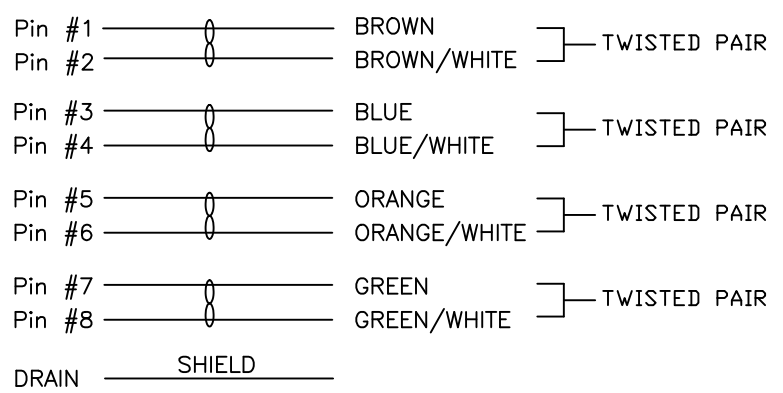 Pin #1 BROWN
TWISTED PAIR
Pin #2 BROWN/WHITE
Pin #3 BLUE
TWISTED PAIR
Pin #4 BLUE/WHITE
Pin #5 ORANGE
TWISTED PAIR
Pin #6 ORANGE/WHITE
Pin #7 GREEN
TWISTED PAIR
Pin #8 GREEN/WHITE
SHIELD
DRAIN